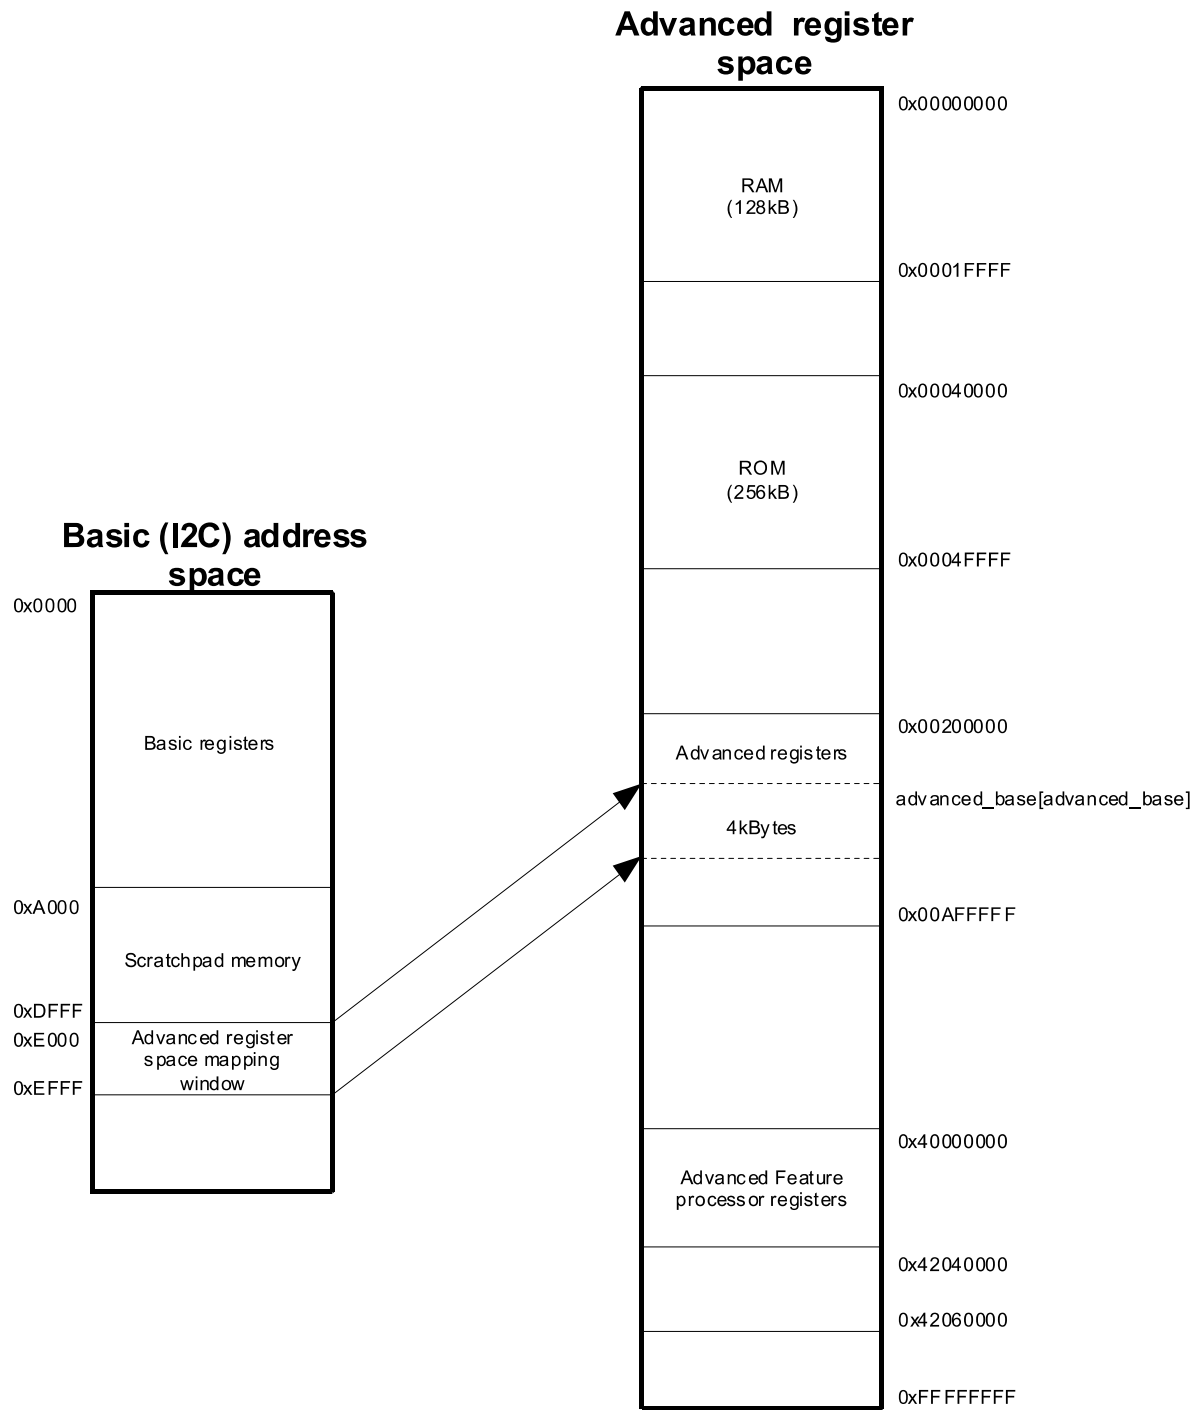 Advanced register
space
0x00000000
RAM
(128kB)
0x0001FFFF
0x00040000
ROM
(256kB)
0x0004FFFF
0x00200000
Advanced registers
advanced_base[advanced_base]
4kBytes
0x00AFFFFF
0x40000000
Advanced Feature
processor registers
0x42040000
0x42060000
0xFFFFFFFF
Basic (I2C) address
space
0x0000
Basic registers
0xA000
Scratchpad memory
0xDFFF
0xE000
Advanced register
space mapping
window
0xEFFF